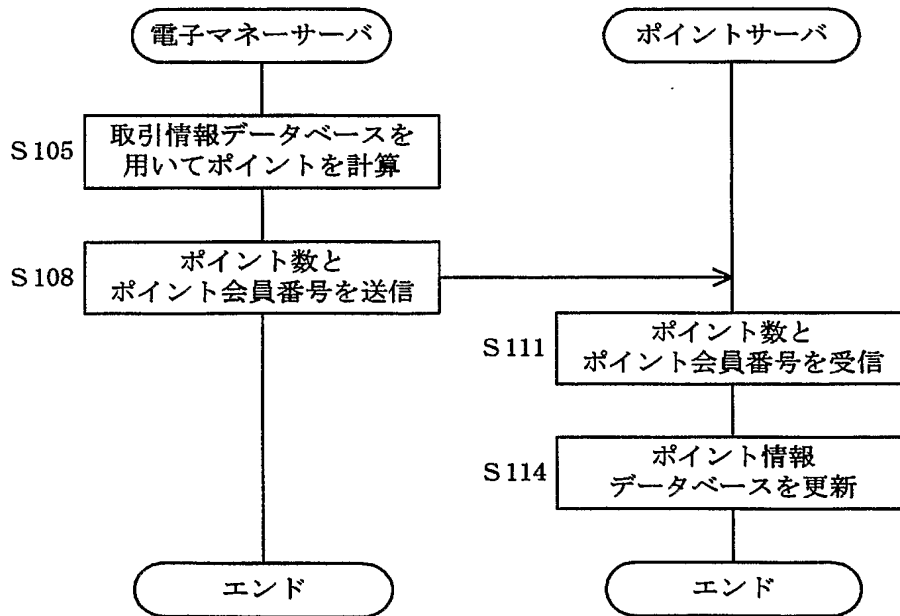 電子マネーサーバ
ポイントサーバ
S105
取引情報データベースを
用いてポイントを計算
S108
ポイント数と
ポイント会員番号を送信
S111
ポイント数と
ポイント会員番号を受信
S114
ポイント情報
データベースを更新
エンド
エンド